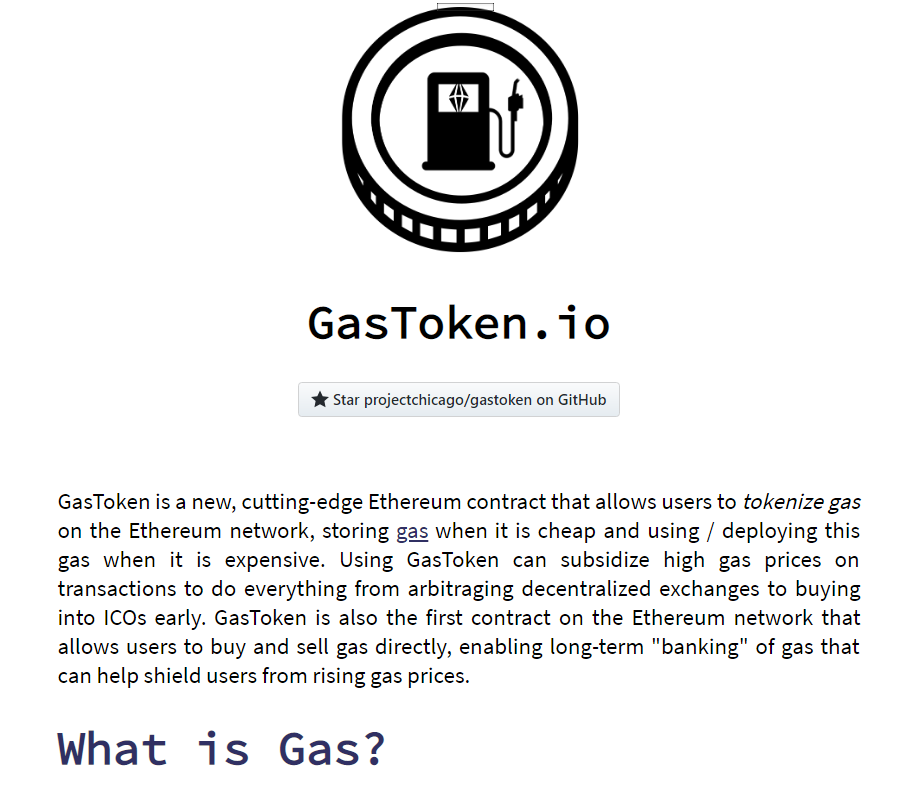 GasToken.io
Star projectchicago/gastoken on GitHub
GasToken is a new, cutting-edge Ethereum contract that allows users to tokenize gas
on the Ethereum network, storing gas when it is cheap and using / deploying this
gas when it is expensive. Using GasToken can subsidize high gas prices on
transactions to do everything from arbitraging decentralized exchanges to buying
into ICOs early. GasToken is also the first contract on the Ethereum network that
allows users to buy and sell gas directly, enabling long-term "banking" of gas that
can help shield users from rising gas prices.
What is Gas?